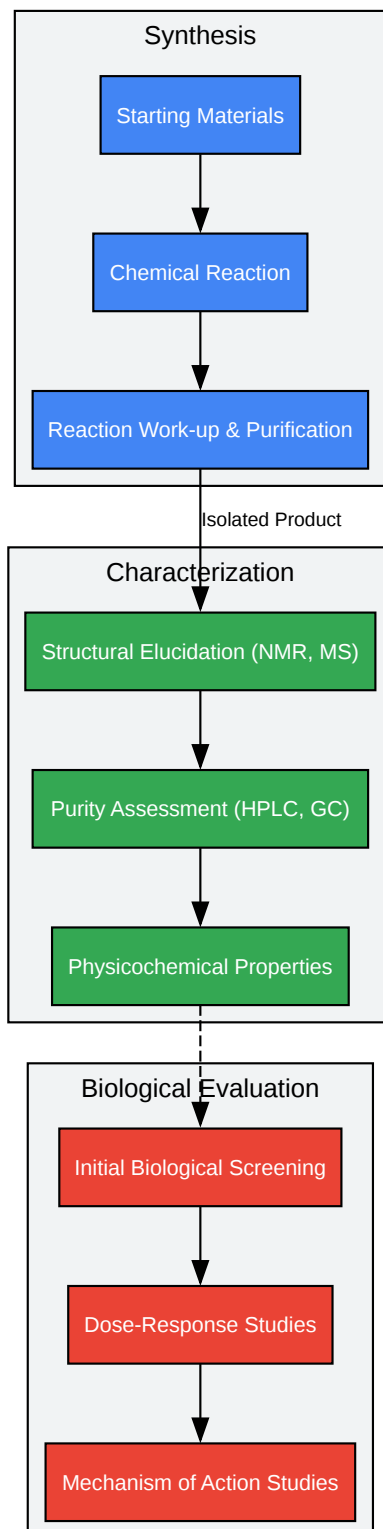 Synthesis
Starting Materials
Chemical Reaction
Reaction Work-up & Purification
Isolated Product
Characterization
Structural Elucidation (NMR, MS)
Purity Assessment (HPLC, GC)
Physicochemical Properties
Biological Evaluation
Initial Biological Screening
Dose-Response Studies
Mechanism of Action Studies